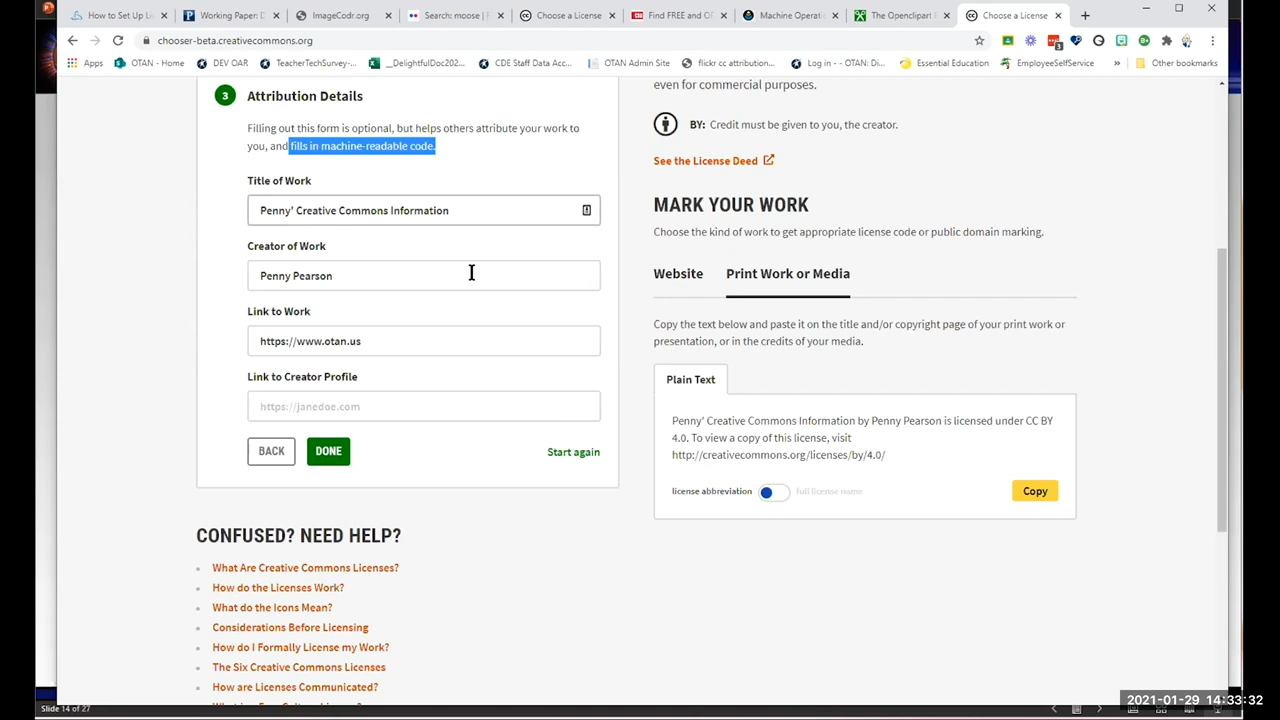 How to Set Up Li
Working Paper: D
ImageCodr.org
Search: moose | F
Choose a License
Find FREE and OF
Machine Operati
The Openclipart
Choose a License
chooser-beta.creativecommons.org
3
Apps
OTAN - Home
DEV OAR
TeacherTechSurvey-...
__DelightfulDoc202...
CDE Staff Data Acc...
OTAN Admin Site
flickr cc attribution...
Log in -- OTAN: Di...
Essential Education
EmployeeSelfService
»
Other bookmarks
3 Attribution Details
Filling out this form is optional, but helps others attribute your work to
you, and fills in machine-readable code.
Title of Work
Penny' Creative Commons Information
Creator of Work
Penny Pearson
Link to Work
https://www.otan.us
Link to Creator Profile
https://janedoe.com
BACK DONE Start again
CONFUSED? NEED HELP?
What Are Creative Commons Licenses?
How do the Licenses Work?
What do the Icons Mean?
Considerations Before Licensing
How do I Formally License my Work?
The Six Creative Commons Licenses
How are Licenses Communicated?
even for commercial purposes.
BY: Credit must be given to you, the creator.
See the License Deed
MARK YOUR WORK
Choose the kind of work to get appropriate license code or public domain marking.
Website Print Work or Media
Copy the text below and paste it on the title and/or copyright page of your print work or
presentation, or in the credits of your media.
Plain Text
Penny' Creative Commons Information by Penny Pearson is licensed under CC BY
4.0. To view a copy of this license, visit
http://creativecommons.org/licenses/by/4.0/
license abbreviation full license name
Copy
Slide 14 of 27
2021-01-29 14:33:32